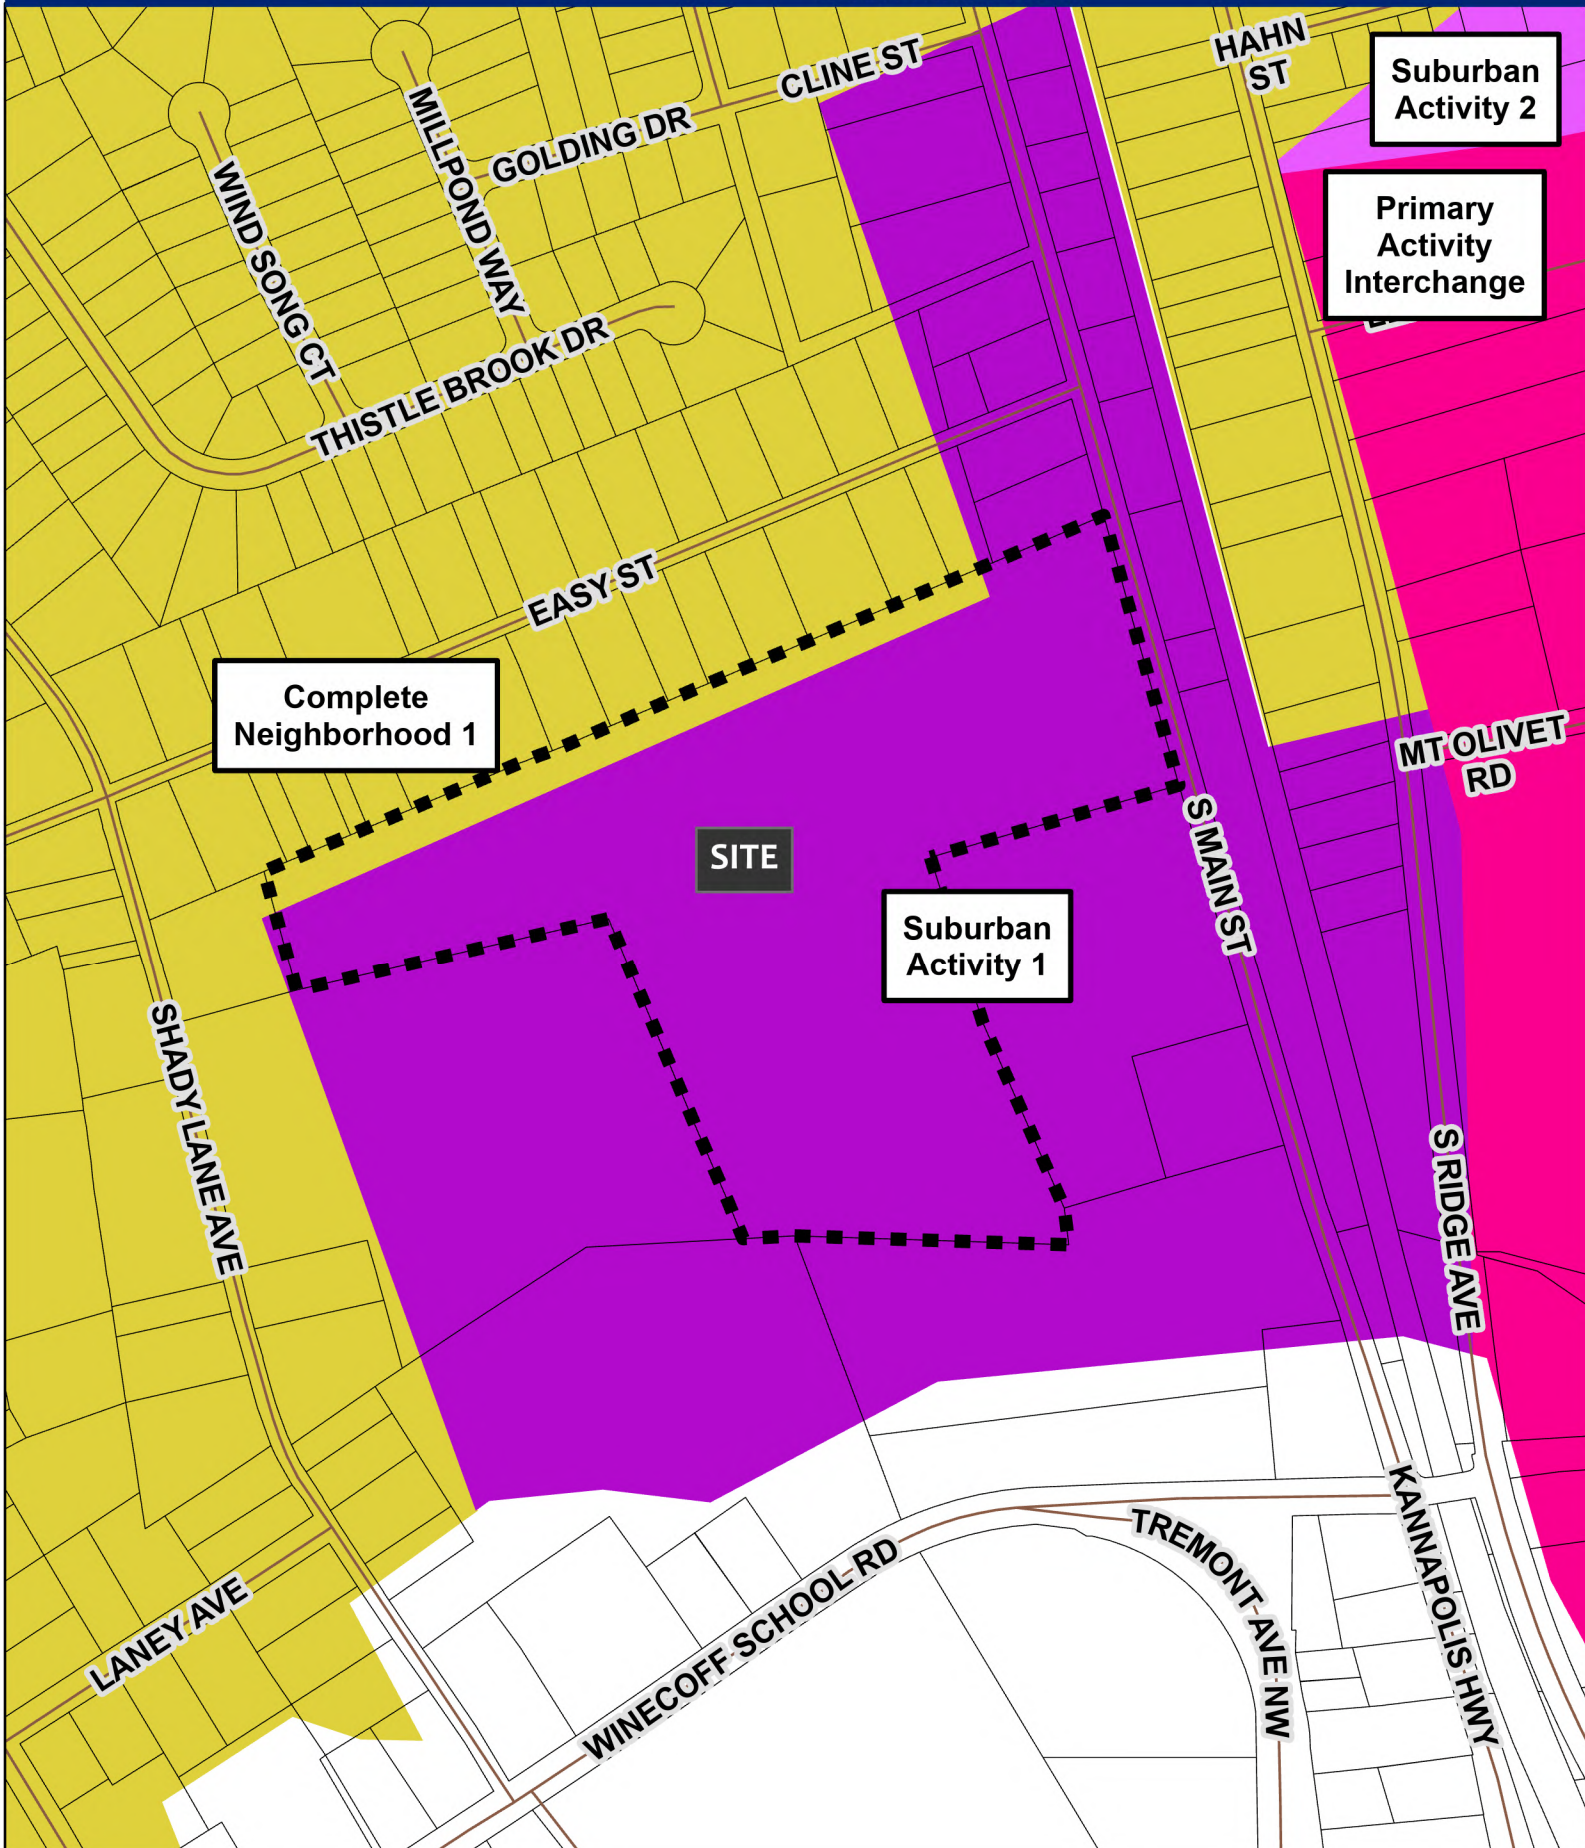 HAHN
ST
Suburban
Activity 2
CLINE ST
GOLDING DR
MILLPOND WAY
WIND SONG CT
Primary
Activity
Interchange
THISTLE BROOK DR
EASY ST
Complete
Neighborhood 1
MT OLIVET
RD
SITE
S MAIN ST
Suburban
Activity 1
SHADY LANE AVE
S RIDGE AVE
KANNAPOLIS HWY
TREMONT AVE NW
WINECOFF SCHOOL RD
LANEY AVE